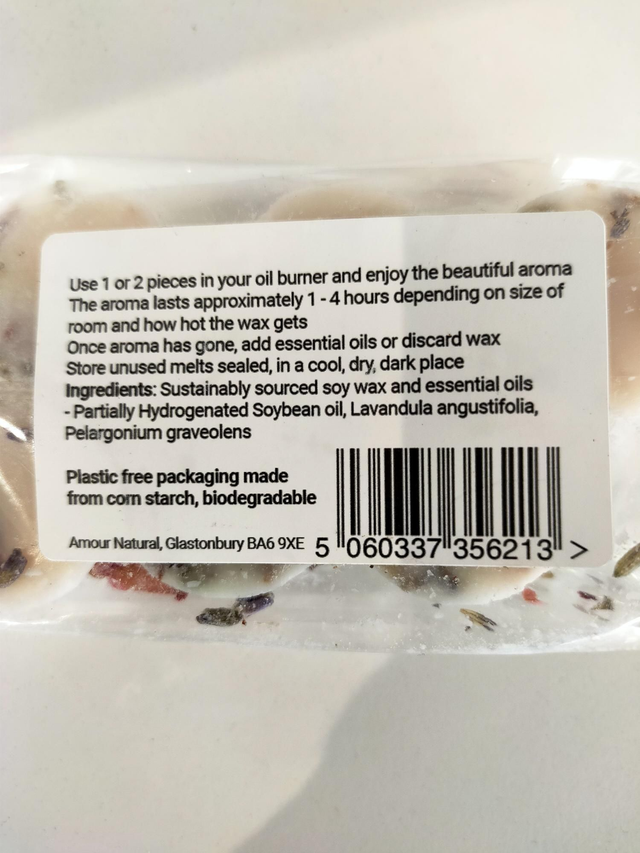 Use 1 or 2 pieces in your oil burner and enjoy the beautiful aroma
The aroma lasts approximately 1 - 4 hours depending on size of
room and how hot the wax gets
Once aroma has gone, add essential oils or discard wax
Store unused melts sealed, in a cool, dry, dark place
Ingredients: Sustainably sourced soy wax and essential oils
- Partially Hydrogenated Soybean oil, Lavandula angustifolia,
Pelargonium graveolens
Plastic free packaging made
from corn starch, biodegradable
Amour Natural, Glastonbury BA6 9XE
5 060337 356213 >